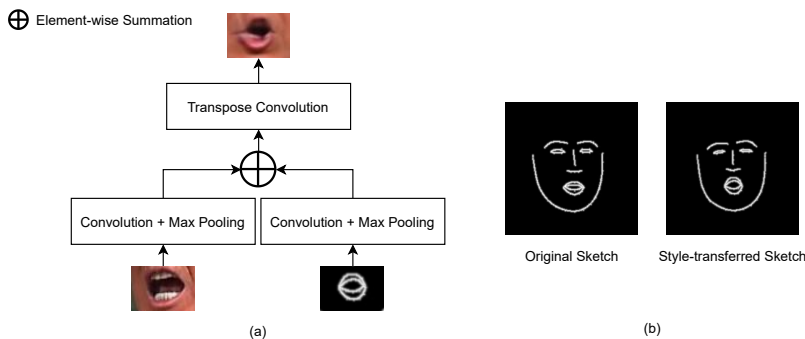 Element-wise Summation
Transpose Convolution
Convolution + Max Pooling
Convolution + Max Pooling
(a)
Original Sketch
Style-transferred Sketch
(b)